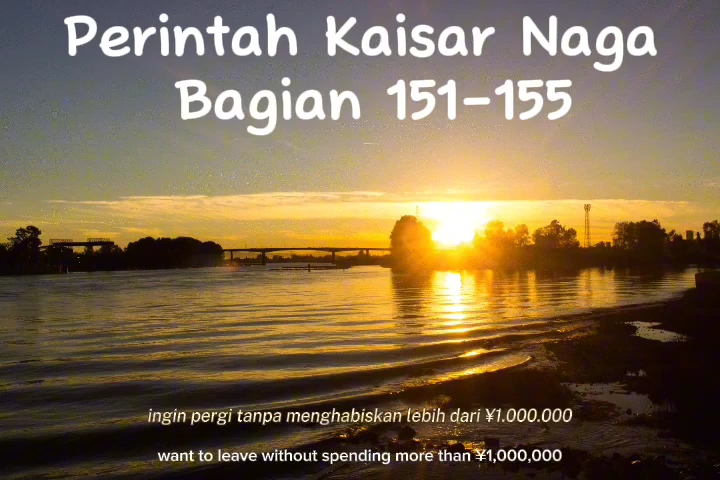 Perintah Kaisar Naga
Bagian 151-155
ingin pergi tanpa menghabiskan lebih dari ¥1.000.000
want to leave without spending more than ¥1,000,000